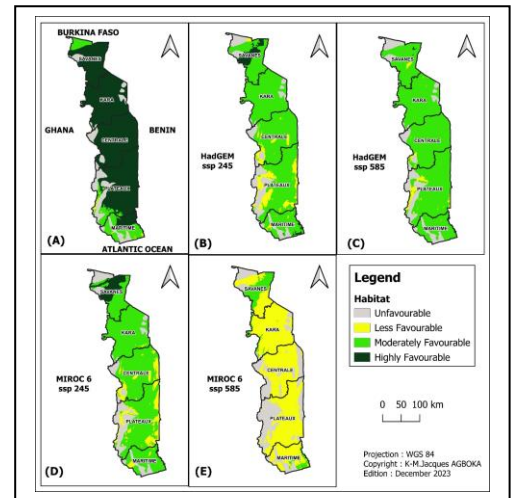 BURKINA FASO
SAVANES
KARA
GHANA
CENTRALE
BENIN
PLATEAUX
MARITIME
(A)
ATLANTIC OCEAN
SAVANES
KARA
CENTRALE
HadGEM
ssp 245
PLATEAUX
MARITIME
(B)
SAVANES
KARA
CENTRALE
HadGEM
ssp 585
PLATEAUX
MARITIME
(C)
SAVANES
KARA
MIROC 6
ssp 245
CENTRALE
PLATEAUX
MARITIME
(D)
SAVANES
KARA
MIROC 6
ssp 585
CENTRALE
PLATEAUX
MARITIME
(E)
Legend
Habitat
Unfavourable
Less Favourable
Moderately Favourable
Highly Favourable
0 50 100 km
Projection : WGS 84
Copyright : K-M.Jacques AGBOKA
Edition : December 2023